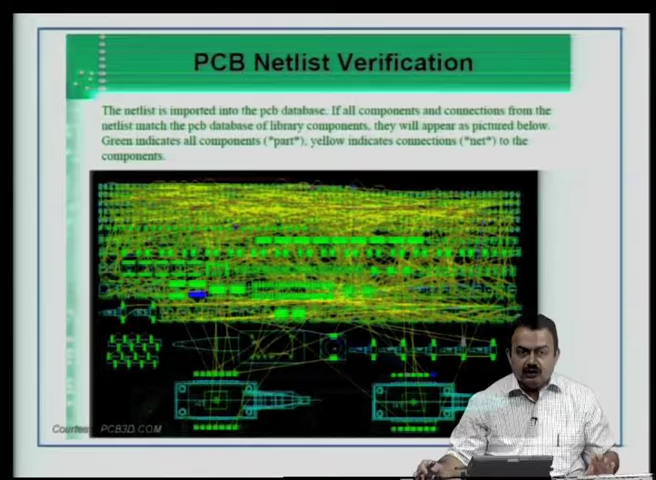 PCB Netlist Verification
The netlist is imported into the pcb database. If all components and connections from the
netlist match the pcb database of library components, they will appear as pictured below.
Green indicates all components (*part*), yellow indicates connections (*net*) to the
components.
Courtesy PCB3D.COM